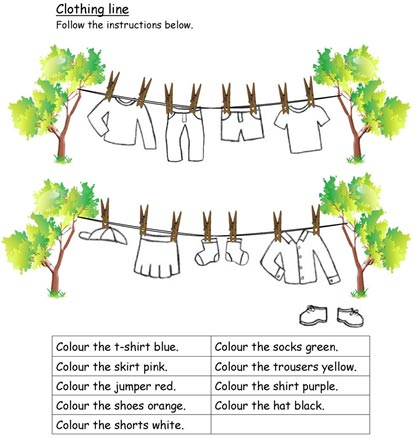 Clothing line
Follow the instructions below.
Colour the t-shirt blue.
Colour the socks green.
Colour the skirt pink.
Colour the trousers yellow.
Colour the jumper red.
Colour the shirt purple.
Colour the shoes orange.
Colour the hat black.
Colour the shorts white.